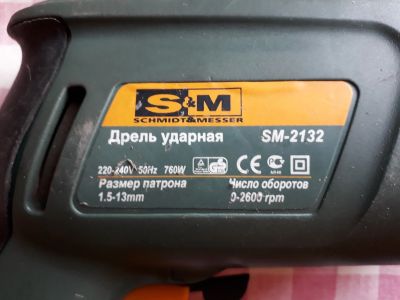 S&M
SCHMIDT&MESSER
Дрель ударная SM-2132
220-240V 50Hz 760W
Размер патрона Число оборотов
1.5-13mm 0-2600 rpm